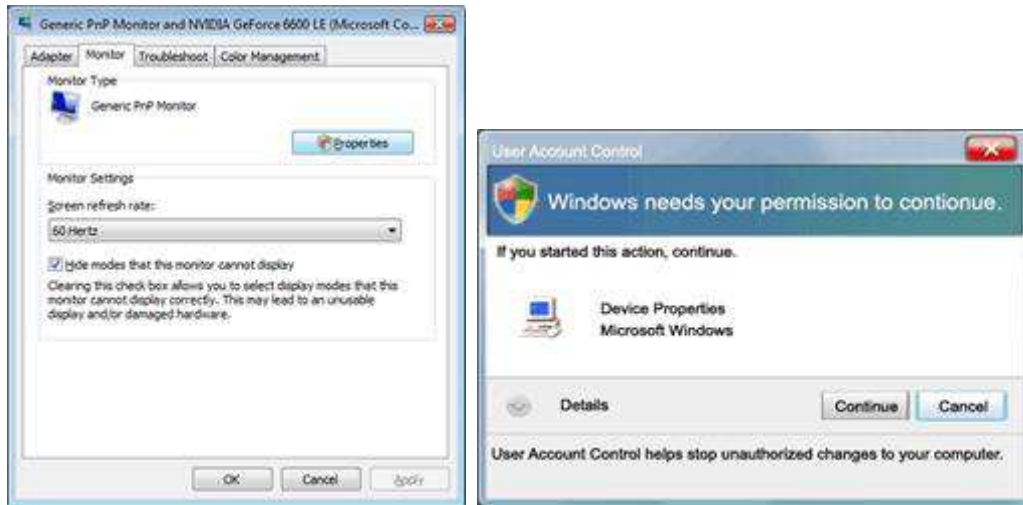 Generic PnP Monitor and NVIDIA GeForce 6600 LE (Microsoft Co...
Adapter
Monitor
Troubleshoot
Color Management
Monitor Type
Generic PnP Monitor
Properties
Monitor Settings
Screen refresh rate:
60 Hertz
Hide modes that this monitor cannot display
Clearing this check box allows you to select display modes that this
monitor cannot display correctly. This may lead to an unusable
display and/or damaged hardware.
OK
Cancel
Apply
User Account Control
Windows needs your permission to contionue.
If you started this action, continue.
Device Properties
Microsoft Windows
Details
Continue
Cancel
User Account Control helps stop unauthorized changes to your computer.